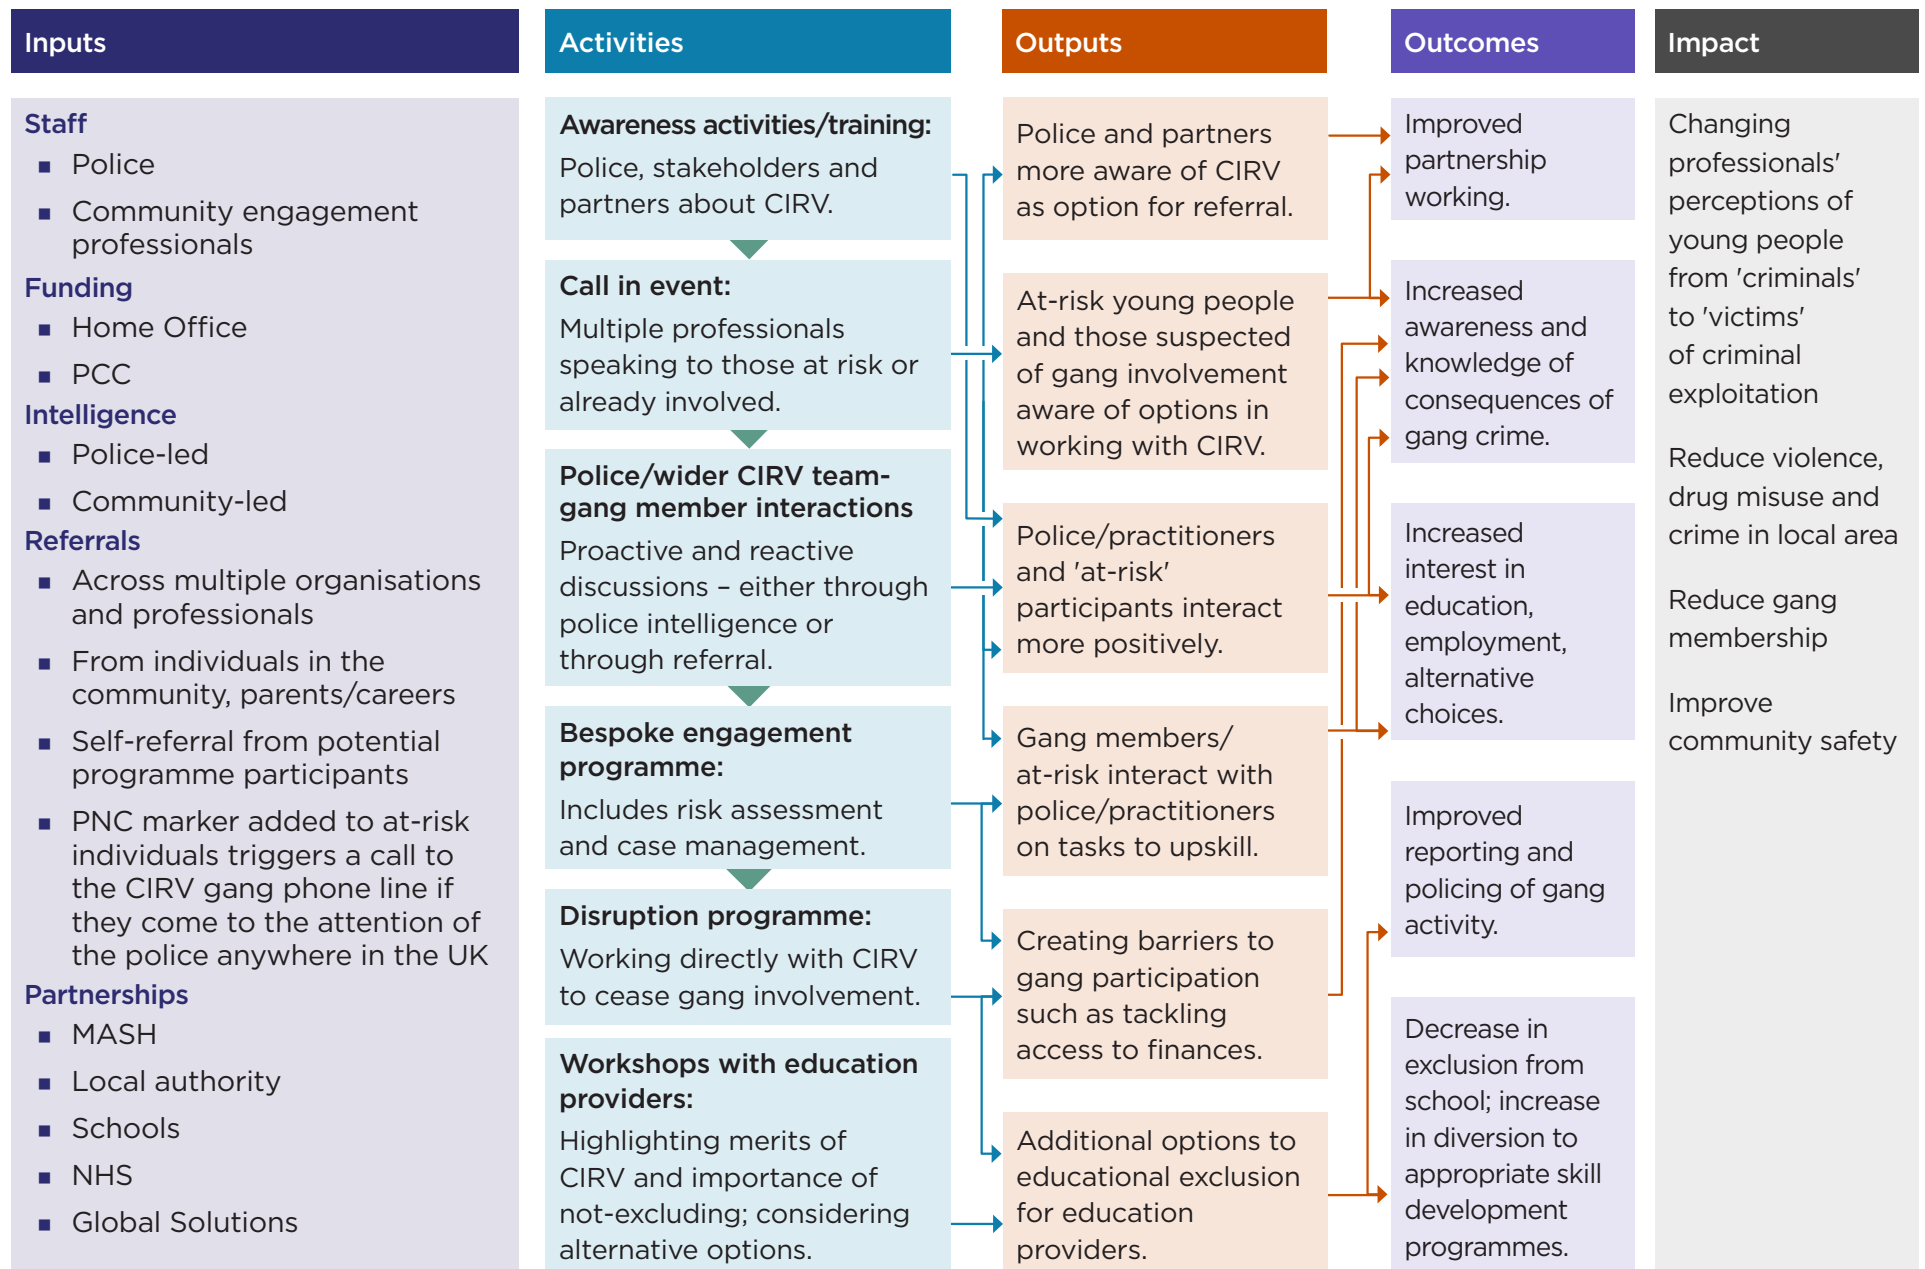 Inputs
Staff
■ Police
■ Community engagement
professionals
Funding
■ Home Office
■ PCC
Intelligence
■ Police-led
■ Community-led
Referrals
■ Across multiple organisations
and professionals
■ From individuals in the
community, parents/careers
■ Self-referral from potential
programme participants
■ PNC marker added to at-risk
individuals triggers a call to
the CIRV gang phone line if
they come to the attention of
the police anywhere in the UK
Partnerships
■ MASH
■ Local authority
■ Schools
■ NHS
■ Global Solutions
Activities
Awareness activities/training:
Police, stakeholders and
partners about CIRV.
Call in event:
Multiple professionals
speaking to those at risk or
already involved.
Police/wider CIRV team-
gang member interactions
Proactive and reactive
discussions – either through
police intelligence or
through referral.
Bespoke engagement
programme:
Includes risk assessment
and case management.
Disruption programme:
Working directly with CIRV
to cease gang involvement.
Workshops with education
providers:
Highlighting merits of
CIRV and importance of
not-excluding; considering
alternative options.
Outputs
Police and partners
more aware of CIRV
as option for referral.
At-risk young people
and those suspected
of gang involvement
aware of options in
working with CIRV.
Police/practitioners
and 'at-risk'
participants interact
more positively.
Gang members/
at-risk interact with
police/practitioners
on tasks to upskill.
Creating barriers to
gang participation
such as tackling
access to finances.
Additional options to
educational exclusion
for education
providers.
Outcomes
Improved
partnership
working.
Increased
awareness and
knowledge of
consequences of
gang crime.
Increased
interest in
education,
employment,
alternative
choices.
Improved
reporting and
policing of gang
activity.
Decrease in
exclusion from
school; increase
in diversion to
appropriate skill
development
programmes.
Impact
Changing
professionals'
perceptions of
young people
from 'criminals'
to 'victims'
of criminal
exploitation
Reduce violence,
drug misuse and
crime in local area
Reduce gang
membership
Improve
community safety